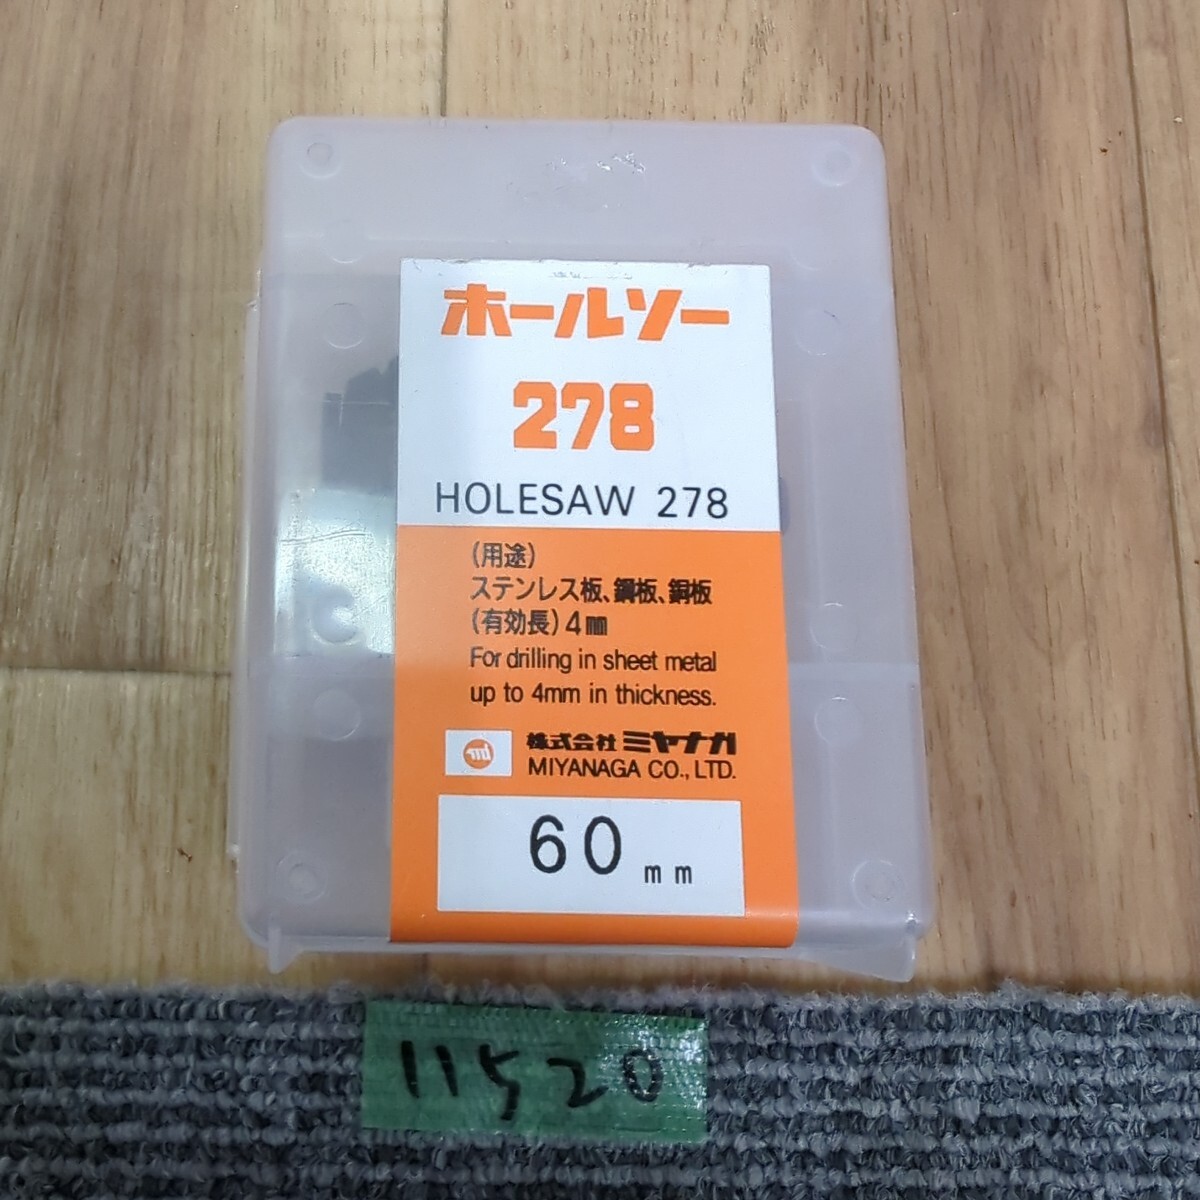 ホールソー
278
HOLESAW 278
(用途)
ステンレス板、鋼板、銅板
(有効長)4mm
For drilling in sheet metal
up to 4mm in thickness.
株式会社 ミヤナガ
MIYANAGA CO., LTD.
60 mm
11520